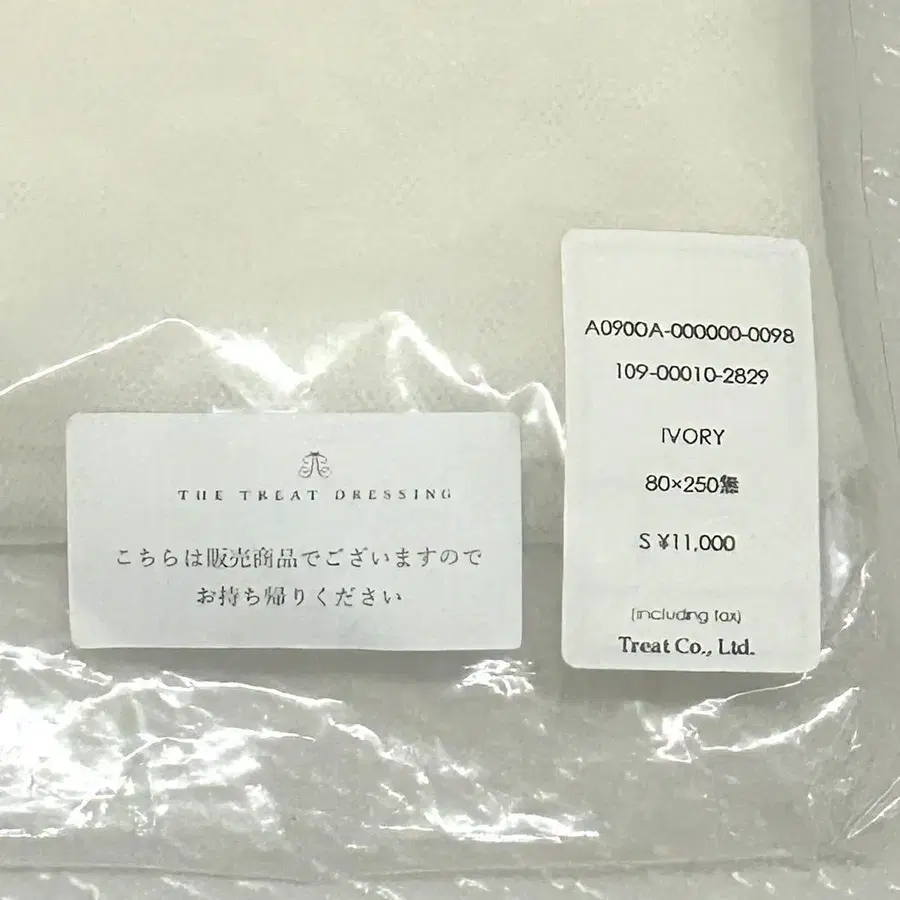 THE TREAT DRESSING
こちらは販売商品でございますので
お持ち帰りください
A0900A-000000-0098
109-00010-2829
IVORY
80×250無
S ¥11,000
(including tax)
Treat Co., Ltd.